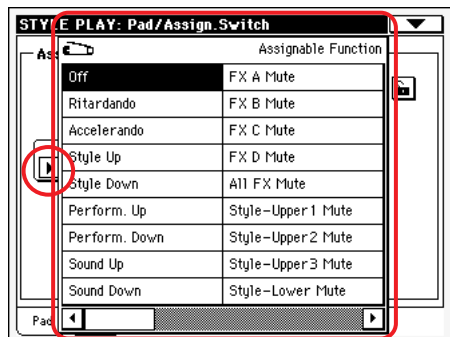 STYLE PLAY: Pad/Assign.Switch
Ass
Assignable Function
Off FX A Mute
Ritardando FX B Mute
Accelerando FX C Mute
Style Up FX D Mute
Style Down All FX Mute
Perform. Up Style-Upper1 Mute
Perform. Down Style-Upper2 Mute
Sound Up Style-Upper3 Mute
Sound Down Style-Lower Mute
Pad